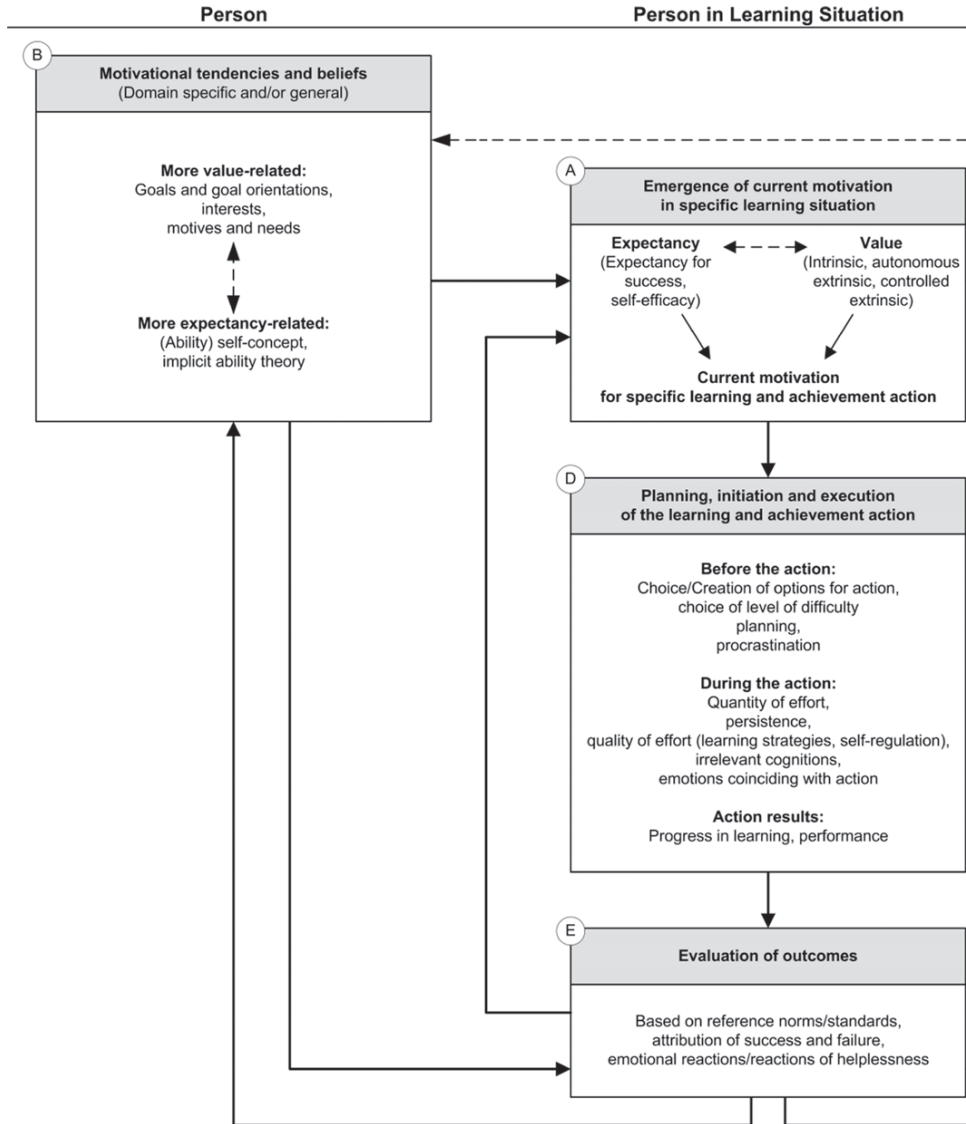 Person
Person in Learning Situation
B
Motivational tendencies and beliefs
(Domain specific and/or general)
More value-related:
Goals and goal orientations,
interests,
motives and needs
More expectancy-related:
(Ability) self-concept,
implicit ability theory
A
Emergence of current motivation
in specific learning situation
Expectancy
(Expectancy for
success,
self-efficacy)
Value
(Intrinsic, autonomous
extrinsic, controlled
extrinsic)
Current motivation
for specific learning and achievement action
D
Planning, initiation and execution
of the learning and achievement action
Before the action:
Choice/Creation of options for action,
choice of level of difficulty
planning,
procrastination
During the action:
Quantity of effort,
persistence,
quality of effort (learning strategies, self-regulation),
irrelevant cognitions,
emotions coinciding with action
Action results:
Progress in learning, performance
E
Evaluation of outcomes
Based on reference norms/standards,
attribution of success and failure,
emotional reactions/reactions of helplessness